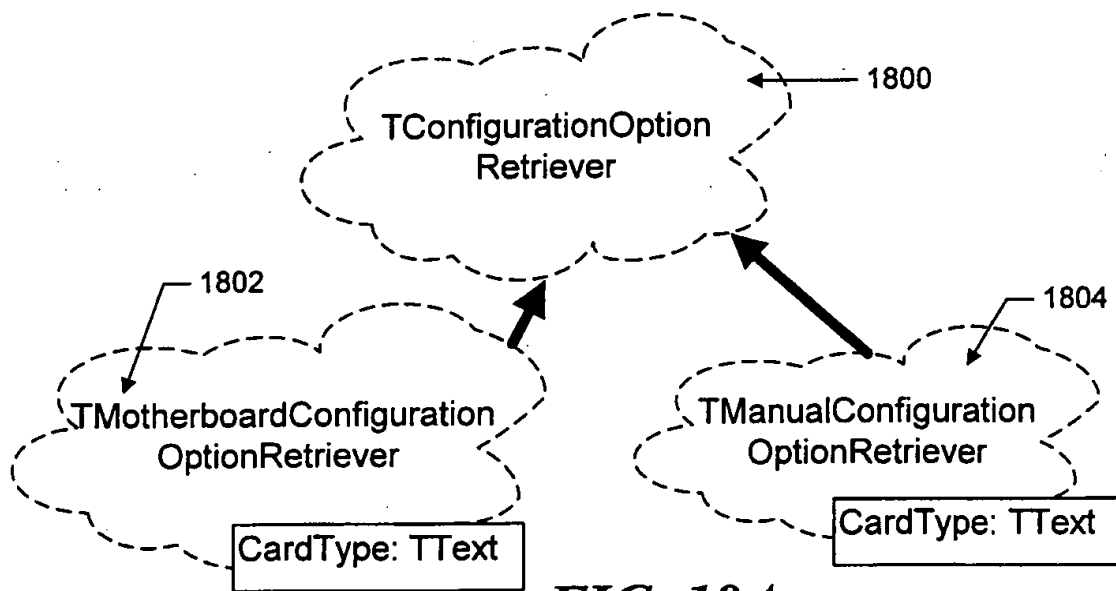 1800
TConfigurationOption
Retriever
1802
1804
TMotherboardConfiguration
OptionRetriever
TManualConfiguration
OptionRetriever
CardType: TText
CardType: TText